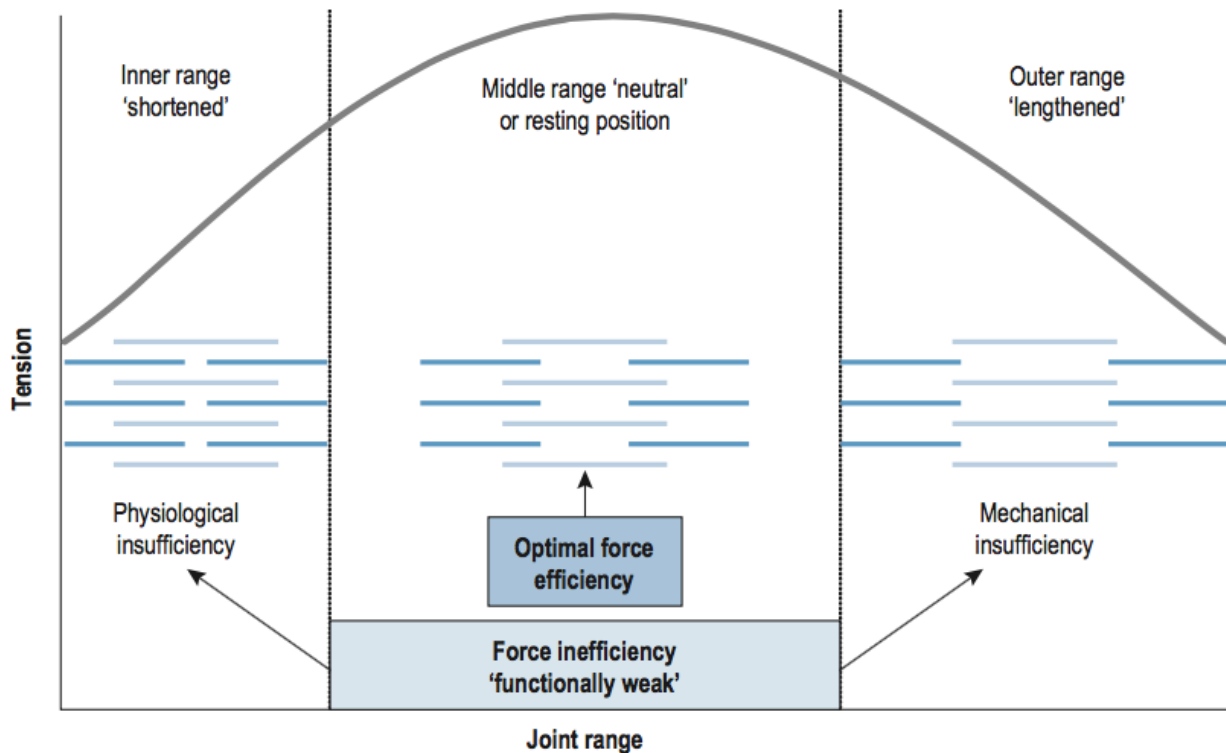 Inner range
‘shortened’
Middle range ‘neutral’
or resting position
Outer range
‘lengthened’
Tension
Physiological
insufficiency
Optimal force
efficiency
Mechanical
insufficiency
Force inefficiency
‘functionally weak’
Joint range